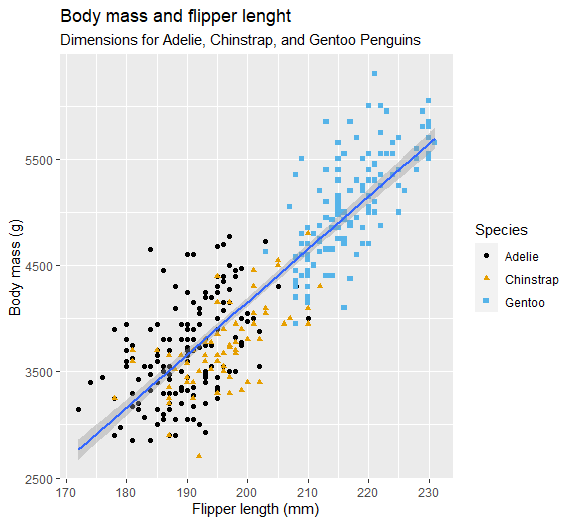 Body mass and flipper lenght
Dimensions for Adelie, Chinstrap, and Gentoo Penguins
Body mass (g)
5500
4500
3500
2500
170 180 190 200 210 220 230
Flipper length (mm)
Species
Adelie
Chinstrap
Gentoo